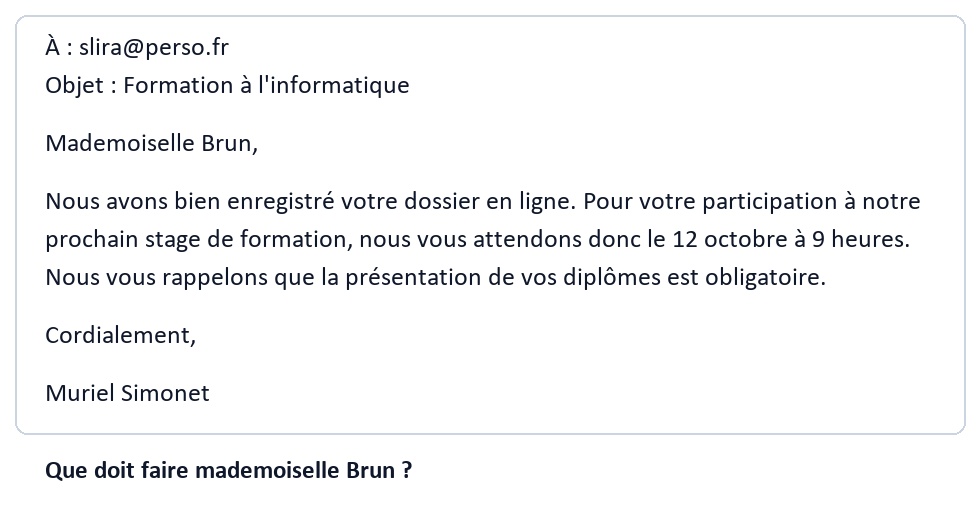 À : slira@perso.fr
Objet : Formation à l'informatique
Mademoiselle Brun,
Nous avons bien enregistré votre dossier en ligne. Pour votre participation à notre
prochain stage de formation, nous vous attendons donc le 12 octobre à 9 heures.
Nous vous rappelons que la présentation de vos diplômes est obligatoire.
Cordialement,
Muriel Simonet
Que doit faire mademoiselle Brun ?